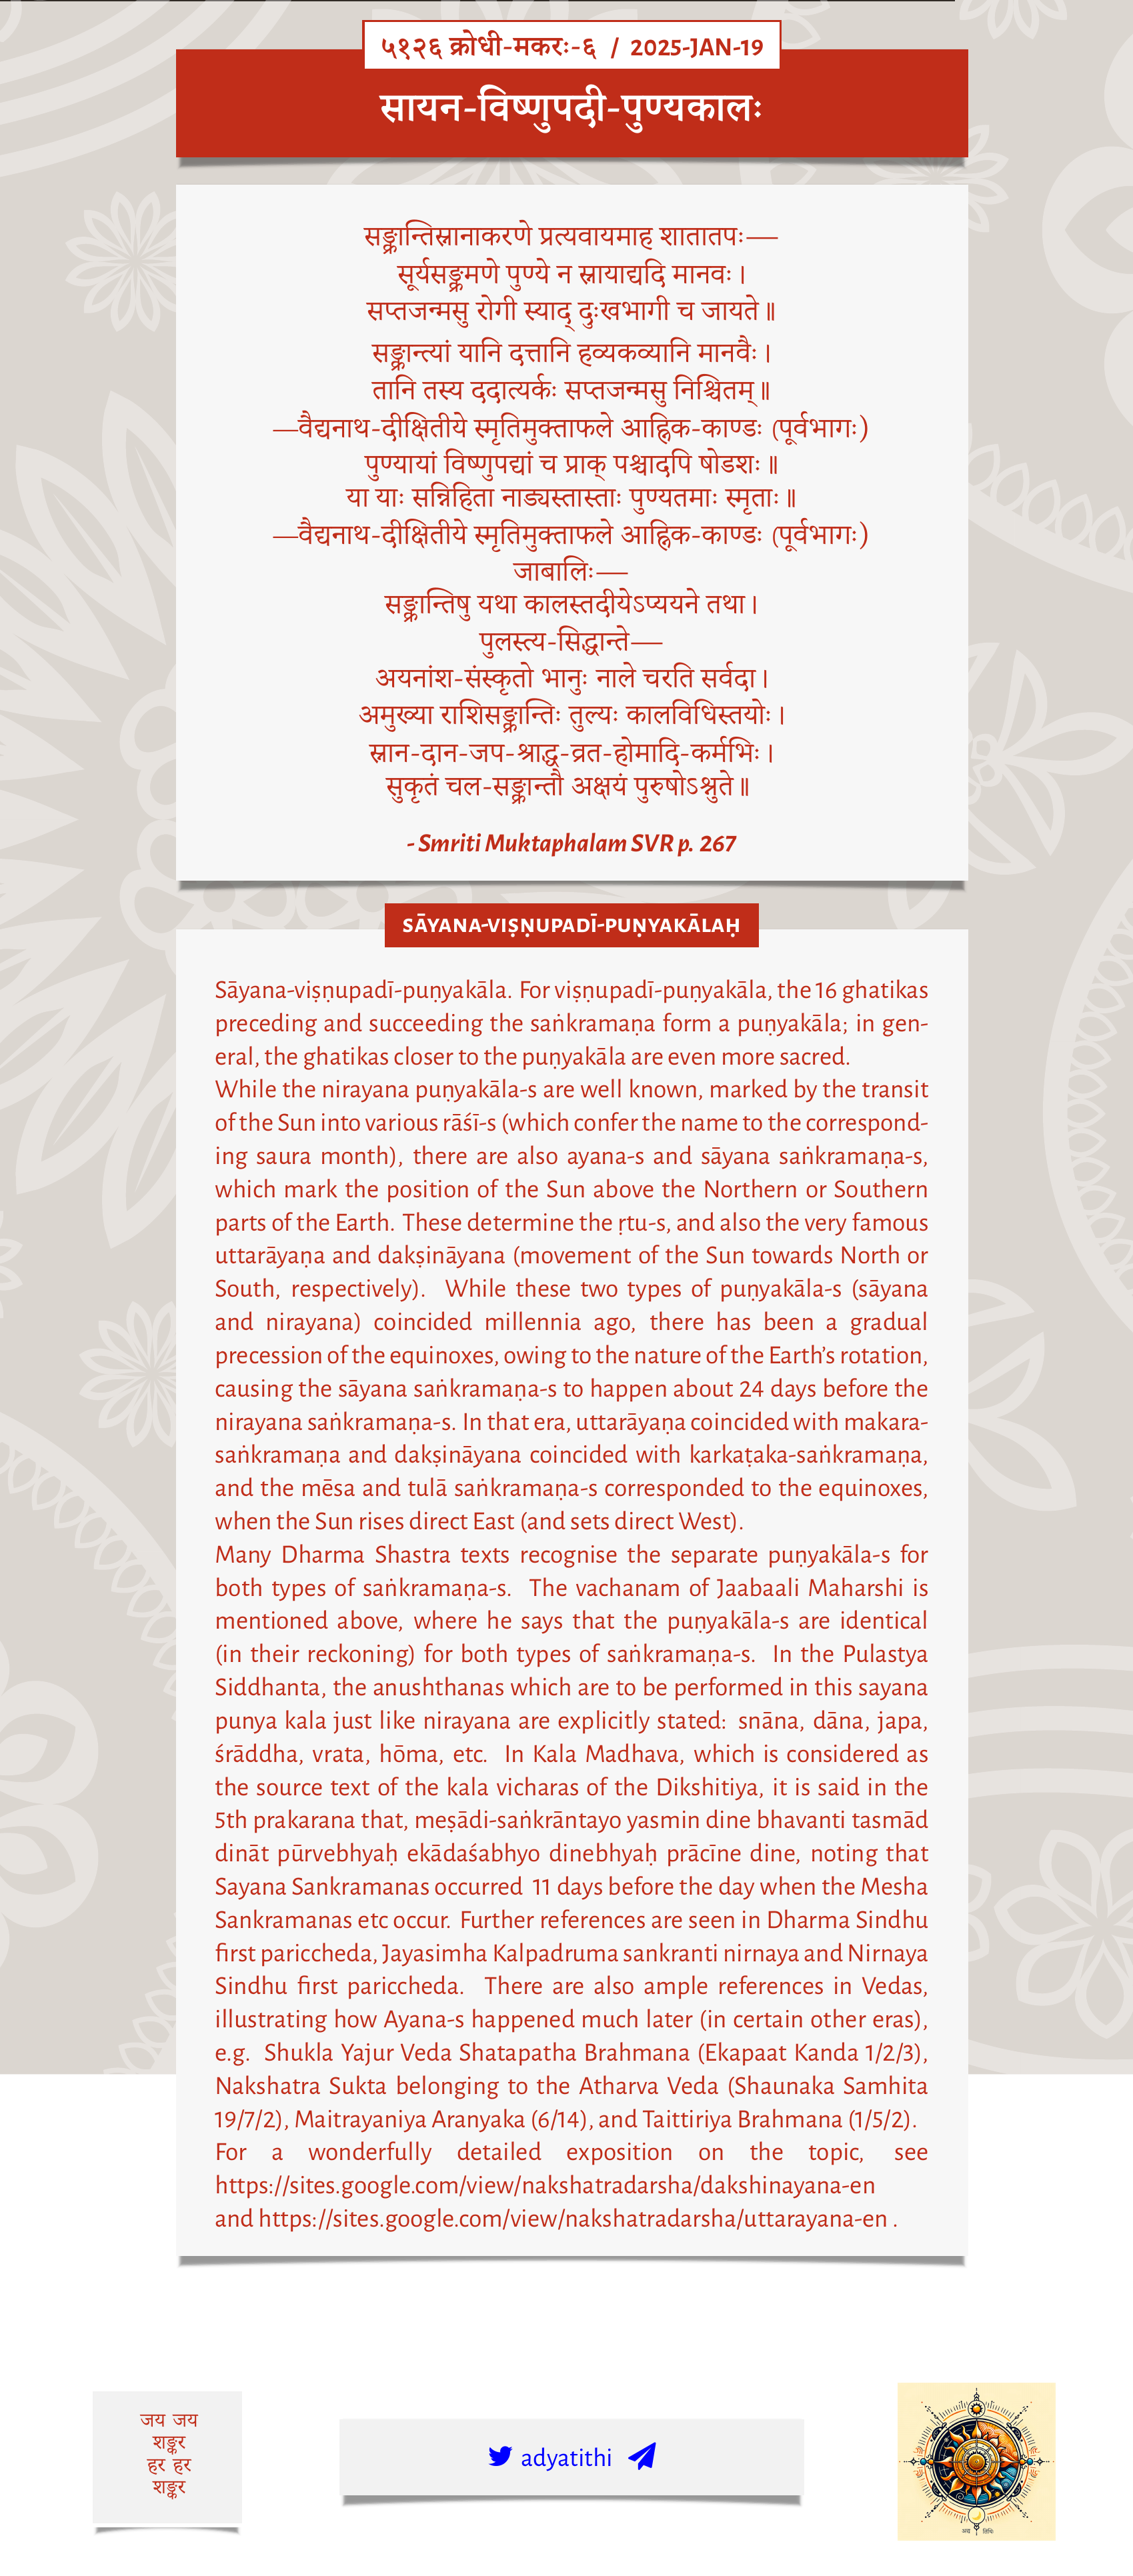 ५१२६ क्रोधी-मकरः-६ / 2025-JAN-19
सायन-विष्णुपदी-पुण्यकालः
सङ्क्रान्तिस्नानाकरणे प्रत्यवायमाह शातातपः—
सूर्यसङ्क्रमणे पुण्ये न स्नायाद्यदि मानवः।
सप्तजन्मसु रोगी स्याद् दुःखभागी च जायते॥
सङ्क्रान्त्यां यानि दत्तानि हव्यकव्यानि मानवैः।
तानि तस्य ददात्यर्कः सप्तजन्मसु निश्चितम्॥
—वैद्यनाथ-दीक्षितीये स्मृतिमुक्ताफले आह्निक-काण्डः (पूर्वभागः)
पुण्यायां विष्णुपद्यां च प्राक् पश्चादपि षोडशः॥
या याः सन्निहिता नाड्यस्तास्ताः पुण्यतमाः स्मृताः॥
—वैद्यनाथ-दीक्षितीये स्मृतिमुक्ताफले आह्निक-काण्डः (पूर्वभागः)
जाबालिः—
सङ्क्रान्तिषु यथा कालस्तदीयेऽप्ययने तथा।
पुलस्त्य-सिद्धान्ते—
अयनांश-संस्कृतो भानुः नाले चरति सर्वदा।
अमुख्या राशिसङ्क्रान्तिः तुल्यः कालविधिस्तयोः।
स्नान-दान-जप-श्राद्ध-व्रत-होमादि-कर्मभिः।
सुकृतं चल-सङ्क्रान्तौ अक्षयं पुरुषोऽश्नुते॥
- Smriti Muktaphalam SVR p. 267
SĀYANA-VIṢṆUPADĪ-PUṆYAKĀLAḤ
Sāyana-viṣṇupadī-puṇyakāla. For viṣṇupadī-puṇyakāla, the 16 ghatikas
preceding and succeeding the saṅkramaṇa form a puṇyakāla; in gen-
eral, the ghatikas closer to the puṇyakāla are even more sacred.
While the nirayana puṇyakāla-s are well known, marked by the transit
of the Sun into various rāśī-s (which confer the name to the correspond-
ing saura month), there are also ayana-s and sāyana saṅkramaṇa-s,
which mark the position of the Sun above the Northern or Southern
parts of the Earth. These determine the ṛtu-s, and also the very famous
uttarāyaṇa and dakṣināyana (movement of the Sun towards North or
South, respectively). While these two types of puṇyakāla-s (sāyana
and nirayana) coincided millennia ago, there has been a gradual
precession of the equinoxes, owing to the nature of the Earth's rotation,
causing the sāyana saṅkramaṇa-s to happen about 24 days before the
nirayana saṅkramaṇa-s. In that era, uttarāyaṇa coincided with makara-
saṅkramaṇa and dakṣināyana coincided with karkaṭaka-saṅkramaṇa,
and the mēsa and tulā saṅkramaṇa-s corresponded to the equinoxes,
when the Sun rises direct East (and sets direct West).
Many Dharma Shastra texts recognise the separate puṇyakāla-s for
both types of saṅkramaṇa-s. The vachanam of Jaabaali Maharshi is
mentioned above, where he says that the puṇyakāla-s are identical
(in their reckoning) for both types of saṅkramaṇa-s. In the Pulastya
Siddhanta, the anushthanas which are to be performed in this sayana
punya kala just like nirayana are explicitly stated: snāna, dāna, japa,
śrāddha, vrata, hōma, etc. In Kala Madhava, which is considered as
the source text of the kala vicharas of the Dikshitiya, it is said in the
5th prakarana that, meṣādi-saṅkrāntayo yasmin dine bhavanti tasmād
dināt pūrvebhyaḥ ekādaśabhyo dinebhyaḥ prācīne dine, noting that
Sayana Sankramanas occurred 11 days before the day when the Mesha
Sankramanas etc occur. Further references are seen in Dharma Sindhu
first pariccheda, Jayasimha Kalpadruma sankranti nirnaya and Nirnaya
Sindhu first pariccheda. There are also ample references in Vedas,
illustrating how Ayana-s happened much later (in certain other eras),
e.g. Shukla Yajur Veda Shatapatha Brahmana (Ekapaat Kanda 1/2/3),
Nakshatra Sukta belonging to the Atharva Veda (Shaunaka Samhita
19/7/2), Maitrayaniya Aranyaka (6/14), and Taittiriya Brahmana (1/5/2).
For a wonderfully detailed exposition on the topic, see
https://sites.google.com/view/nakshatradarsha/dakshinayana-en
and https://sites.google.com/view/nakshatradarsha/uttarayana-en .
जय जय
शङ्कर
हर हर
शङ्कर
adyatithi
अद्य तिथिः